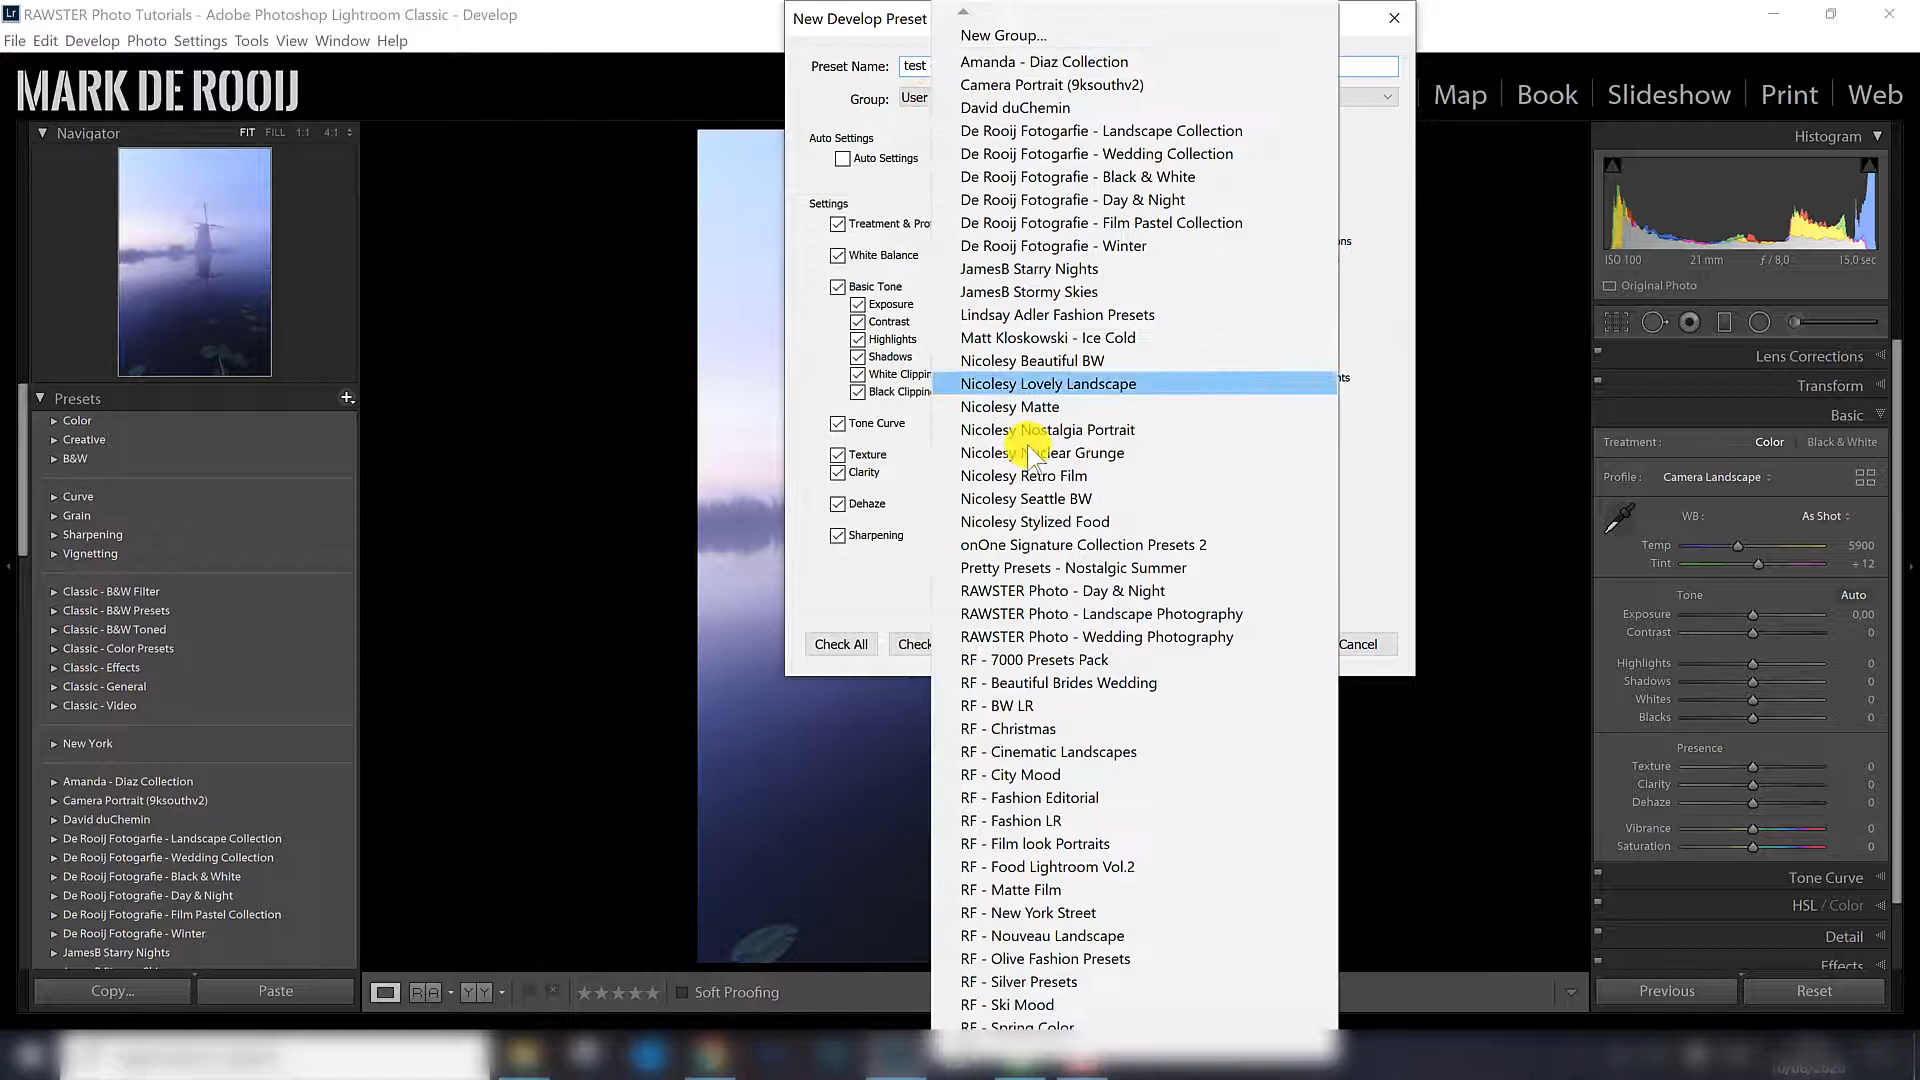 RAWSTER Photo Tutorials - Adobe Photoshop Lightroom Classic - Develop
File Edit Develop Photo Settings Tools View Window Help
MARK DE ROOIJ
Map | Book | Slideshow | Print | Web
Navigator FIT FILL 1:1 4:1
Presets
Color
Creative
B&W
Curve
Grain
Sharpening
Vignetting
Classic - B&W Filter
Classic - B&W Presets
Classic - B&W Toned
Classic - Color Presets
Classic - Effects
Classic - General
Classic - Video
New York
Amanda - Diaz Collection
Camera Portrait (9ksouthv2)
David duChemin
De Rooij Fotogarfie - Landscape Collection
De Rooij Fotogarfie - Wedding Collection
De Rooij Fotografie - Black & White
De Rooij Fotografie - Day & Night
De Rooij Fotografie - Film Pastel Collection
De Rooij Fotografie - Winter
JamesB Starry Nights
Copy... Paste
New Develop Preset
Preset Name: test
Group: User
Auto Settings
Auto Settings
Settings
Treatment & Pro
White Balance
Basic Tone
Exposure
Contrast
Highlights
Shadows
White Clippin
Black Clippin
Tone Curve
Texture
Clarity
Dehaze
Sharpening
Check All Check Cancel
New Group...
Amanda - Diaz Collection
Camera Portrait (9ksouthv2)
David duChemin
De Rooij Fotogarfie - Landscape Collection
De Rooij Fotogarfie - Wedding Collection
De Rooij Fotografie - Black & White
De Rooij Fotografie - Day & Night
De Rooij Fotografie - Film Pastel Collection
De Rooij Fotografie - Winter
JamesB Starry Nights
JamesB Stormy Skies
Lindsay Adler Fashion Presets
Matt Kloskowski - Ice Cold
Nicolesy Beautiful BW
Nicolesy Lovely Landscape
Nicolesy Matte
Nicolesy Nostalgia Portrait
Nicolesy Nuclear Grunge
Nicolesy Retro Film
Nicolesy Seattle BW
Nicolesy Stylized Food
onOne Signature Collection Presets 2
Pretty Presets - Nostalgic Summer
RAWSTER Photo - Day & Night
RAWSTER Photo - Landscape Photography
RAWSTER Photo - Wedding Photography
RF - 7000 Presets Pack
RF - Beautiful Brides Wedding
RF - BW LR
RF - Christmas
RF - Cinematic Landscapes
RF - City Mood
RF - Fashion Editorial
RF - Fashion LR
RF - Film look Portraits
RF - Food Lightroom Vol.2
RF - Matte Film
RF - New York Street
RF - Nouveau Landscape
RF - Olive Fashion Presets
RF - Silver Presets
RF - Ski Mood
RF - Spring Color
Soft Proofing
Histogram
ISO 100 21 mm ƒ / 8,0 15,0 sec
Original Photo
Lens Corrections
Transform
Basic
Treatment : Color Black & White
Profile : Camera Landscape
WB : As Shot
Temp 5900
Tint + 12
Tone Auto
Exposure 0,00
Contrast 0
Highlights 0
Shadows 0
Whites 0
Blacks 0
Presence
Texture 0
Clarity 0
Dehaze 0
Vibrance 0
Saturation 0
Tone Curve
HSL / Color
Detail
Effects
Previous Reset